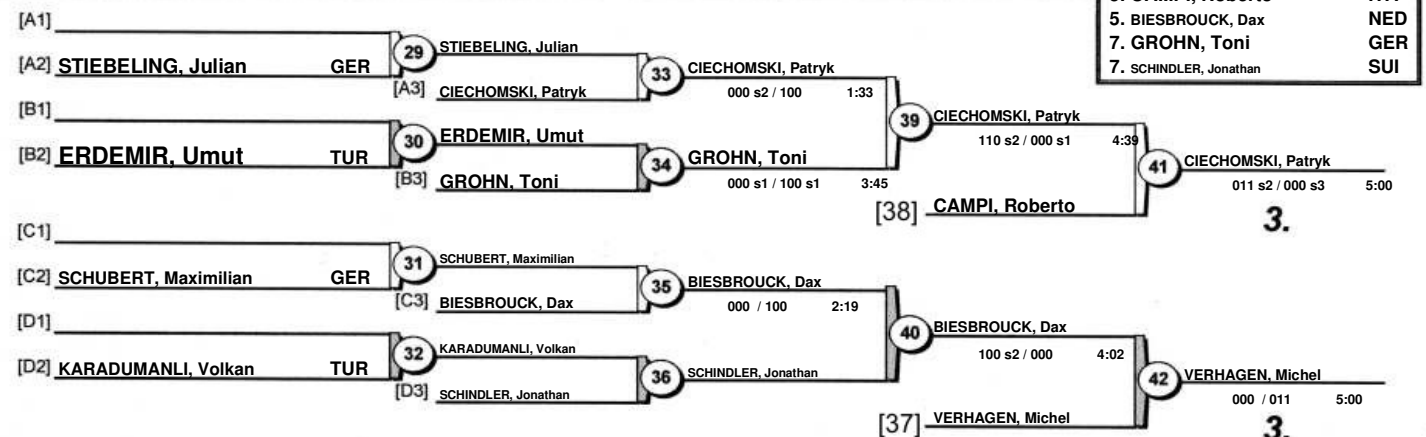 5. BIESBROUCK, Dax NED
7. GROHN, Toni GER
7. SCHINDLER, Jonathan SUI
[A1]
[A2] STIEBELING, Julian GER
29
STIEBELING, Julian
[A3] CIECHOMSKI, Patryk
33
CIECHOMSKI, Patryk
000 s2 / 100 1:33
[B1]
[B2] ERDEMIR, Umut TUR
30
ERDEMIR, Umut
[B3] GROHN, Toni
34
GROHN, Toni
000 s1 / 100 s1 3:45
39
CIECHOMSKI, Patryk
110 s2 / 000 s1 4:39
[38] CAMPI, Roberto
41
CIECHOMSKI, Patryk
011 s2 / 000 s3 5:00
3.
[C1]
[C2] SCHUBERT, Maximilian GER
31
SCHUBERT, Maximilian
[C3] BIESBROUCK, Dax
35
BIESBROUCK, Dax
000 / 100 2:19
[D1]
[D2] KARADUMANLI, Volkan TUR
32
KARADUMANLI, Volkan
[D3] SCHINDLER, Jonathan
36
SCHINDLER, Jonathan
40
BIESBROUCK, Dax
100 s2 / 000 4:02
[37] VERHAGEN, Michel
42
VERHAGEN, Michel
000 / 011 5:00
3.